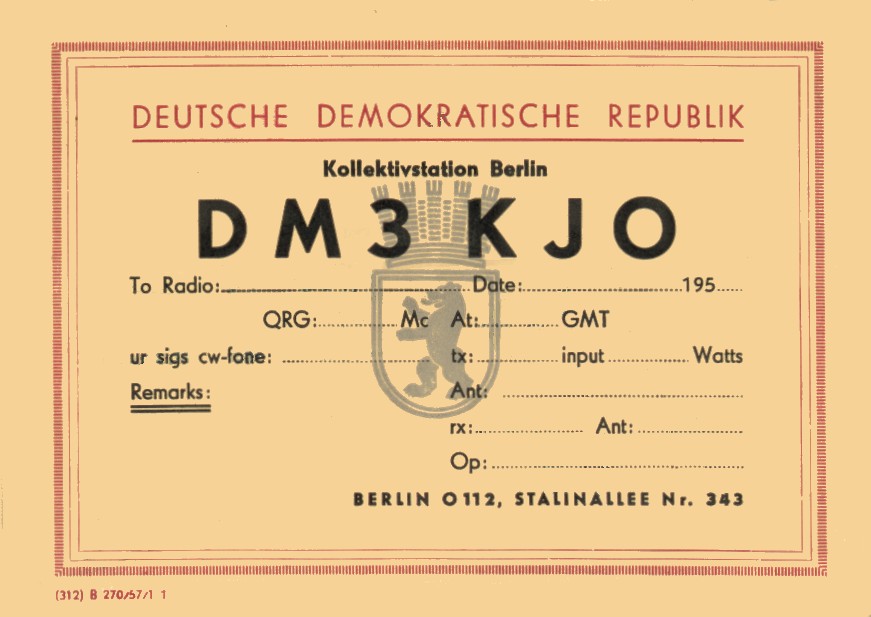 DEUTSCHE DEMOKRATISCHE REPUBLIK
Kollektivstation Berlin
DM3KJO
To Radio: Date: 195
QRG: Mc At: GMT
ur sigs cw-fone: tx: input Watts
Remarks: Ant:
rx: Ant:
Op:
BERLIN O 112, STALINALLEE Nr. 343
(312) B 270/57/1 1